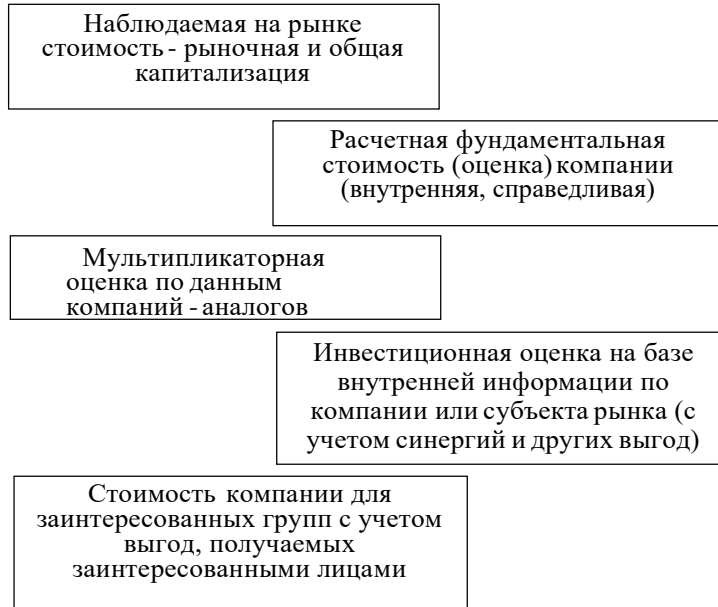 Наблюдаемая на рынке
стоимость - рыночная и общая
капитализация
Расчетная фундаментальная
стоимость (оценка) компании
(внутренняя, справедливая)
Мультипликаторная
оценка по данным
компаний - аналогов
Инвестиционная оценка на базе
внутренней информации по
компании или субъекта рынка (с
учетом синергий и других выгод)
Стоимость компании для
заинтересованных групп с учетом
выгод, получаемых
заинтересованными лицами